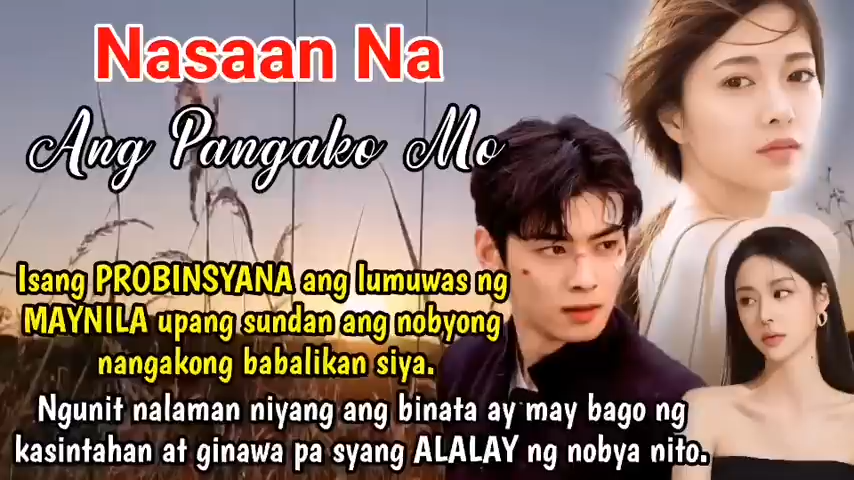 Nasaan Na
Ang Pangako Mo
Isang PROBINSYANA ang lumuwas ng
MAYNILA upang sundan ang nobyong
nangakong babalikan siya.
Ngunit nalaman niyang ang binata ay may bago ng
kasintahan at ginawa pa syang ALALAY ng nobya nito.